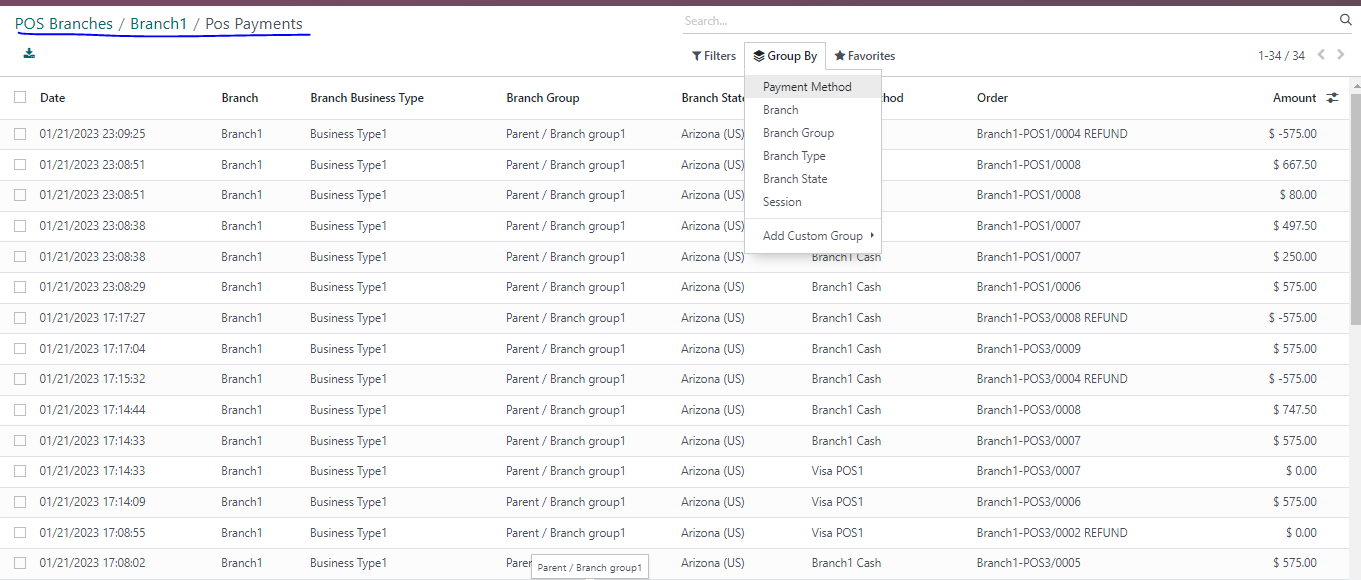 POS Branches / Branch1 / Pos Payments
Search...
Filters Group By Favorites 1-34 / 34
Payment Method
Branch
Branch Group
Branch Type
Branch State
Session
Add Custom Group
Date Branch Branch Business Type Branch Group Branch State hod Order Amount
01/21/2023 23:09:25 Branch1 Business Type1 Parent / Branch group1 Arizona (US) Branch1-POS1/0004 REFUND $ -575.00
01/21/2023 23:08:51 Branch1 Business Type1 Parent / Branch group1 Arizona (US) Branch1-POS1/0008 $ 667.50
01/21/2023 23:08:51 Branch1 Business Type1 Parent / Branch group1 Arizona (US) Branch1-POS1/0008 $ 80.00
01/21/2023 23:08:38 Branch1 Business Type1 Parent / Branch group1 Arizona (US) Branch1-POS1/0007 $ 497.50
01/21/2023 23:08:38 Branch1 Business Type1 Parent / Branch group1 Arizona (US) Branch1 Cash Branch1-POS1/0007 $ 250.00
01/21/2023 23:08:29 Branch1 Business Type1 Parent / Branch group1 Arizona (US) Branch1 Cash Branch1-POS1/0006 $ 575.00
01/21/2023 17:17:27 Branch1 Business Type1 Parent / Branch group1 Arizona (US) Branch1 Cash Branch1-POS3/0008 REFUND $ -575.00
01/21/2023 17:17:04 Branch1 Business Type1 Parent / Branch group1 Arizona (US) Branch1 Cash Branch1-POS3/0009 $ 575.00
01/21/2023 17:15:32 Branch1 Business Type1 Parent / Branch group1 Arizona (US) Branch1 Cash Branch1-POS3/0004 REFUND $ -575.00
01/21/2023 17:14:44 Branch1 Business Type1 Parent / Branch group1 Arizona (US) Branch1 Cash Branch1-POS3/0008 $ 747.50
01/21/2023 17:14:33 Branch1 Business Type1 Parent / Branch group1 Arizona (US) Branch1 Cash Branch1-POS3/0007 $ 575.00
01/21/2023 17:14:33 Branch1 Business Type1 Parent / Branch group1 Arizona (US) Visa POS1 Branch1-POS3/0007 $ 0.00
01/21/2023 17:14:09 Branch1 Business Type1 Parent / Branch group1 Arizona (US) Visa POS1 Branch1-POS3/0006 $ 575.00
01/21/2023 17:08:55 Branch1 Business Type1 Parent / Branch group1 Arizona (US) Visa POS1 Branch1-POS3/0002 REFUND $ 0.00
01/21/2023 17:08:02 Branch1 Business Type1 Paren Arizona (US) Branch1 Cash Branch1-POS3/0005 $ 575.00
Parent / Branch group1